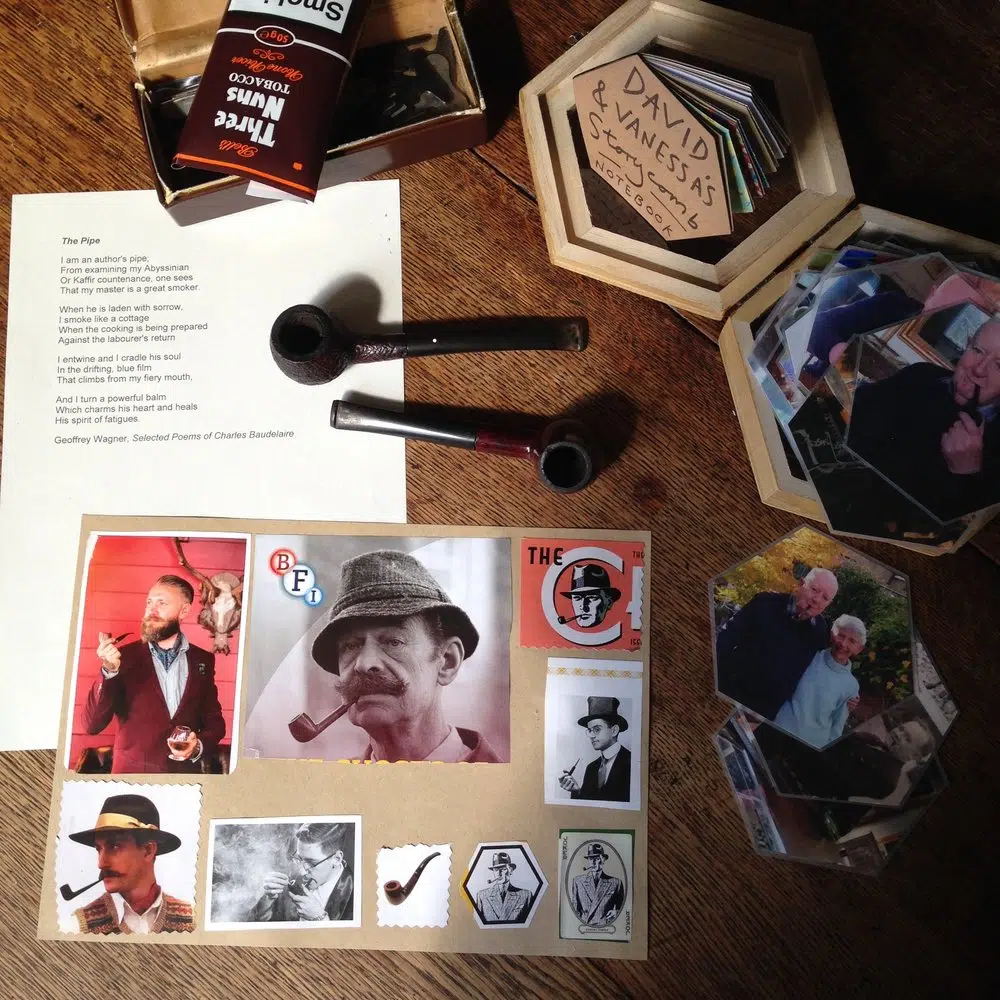 Smoki
50g
Home Mixer
TOBACCO
Three
Nuns
Bell's
DAVID
& VANESSA'S
Storycomb
NOTEBOOK
The Pipe
I am an author's pipe;
From examining my Abyssinian
Or Kaffir countenance, one sees
That my master is a great smoker.
When he is laden with sorrow,
I smoke like a cottage
When the cooking is being prepared
Against the labourer's return
I entwine and I cradle his soul
In the drifting, blue film
That climbs from my fiery mouth,
And I turn a powerful balm
Which charms his heart and heals
His spirit of fatigues.
Geoffrey Wagner, Selected Poems of Charles Baudelaire
B
F
I
THE
C